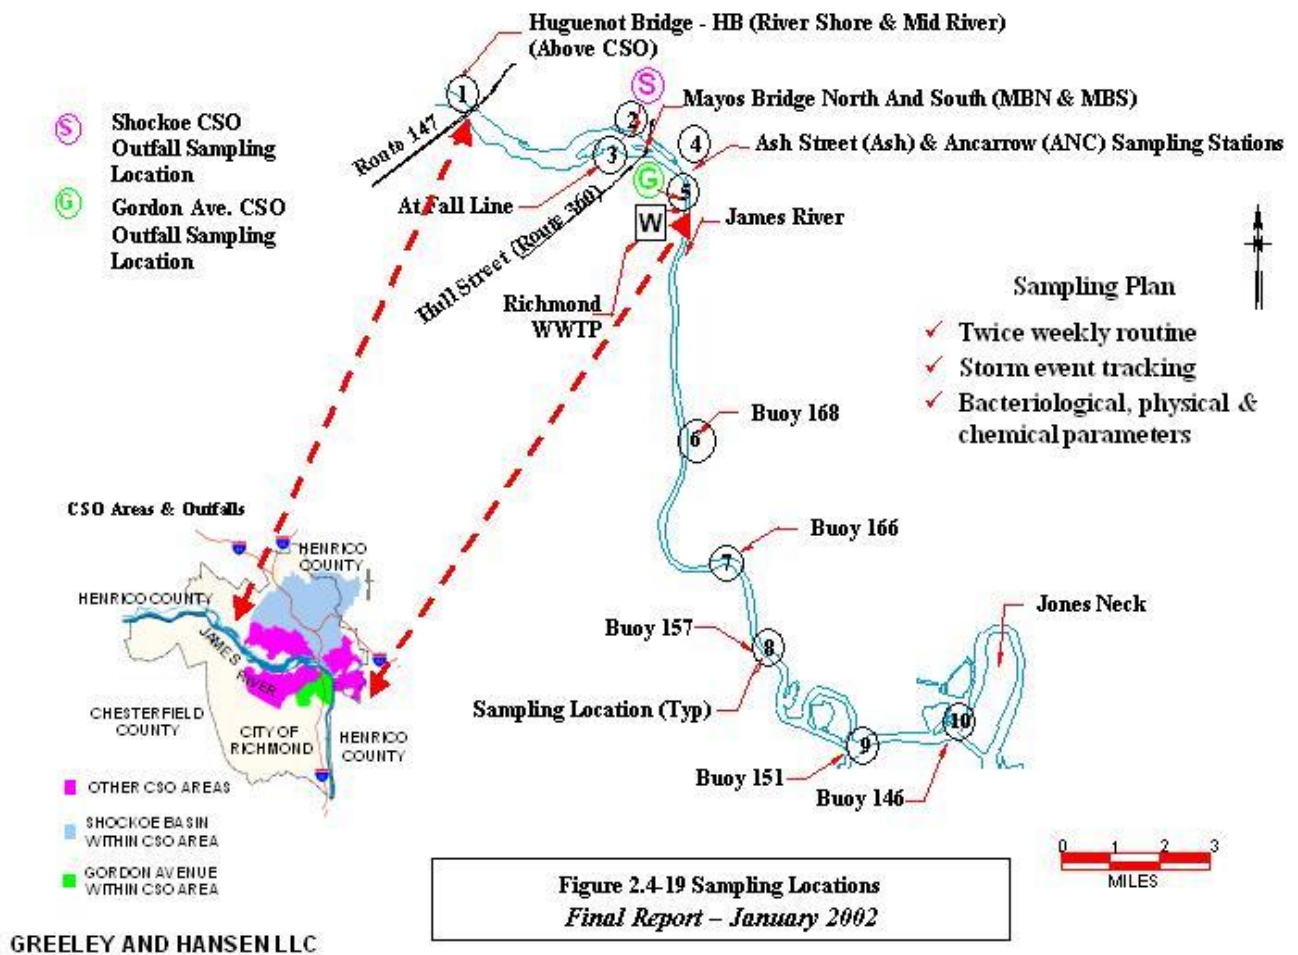 Huguenot Bridge - HB (River Shore & Mid River)
(Above CSO)
S
1
Mayos Bridge North And South (MBN & MBS)
2
S
Shockoe CSO
Outfall Sampling
Location
Route 147
3
4
Ash Street (Ash) & Ancarrow (ANC) Sampling Stations
G
Gordon Ave. CSO
Outfall Sampling
Location
At Fall Line
G
5
W
James River
Hull Street (Route 360)
Richmond
WWTP
Sampling Plan
✓ Twice weekly routine
✓ Storm event tracking
✓ Bacteriological, physical &
chemical parameters
6
Buoy 168
CSO Areas & Outfalls
Buoy 166
7
HENRICO
COUNTY
HENRICO COUNTY
JAMES RIVER
Jones Neck
Buoy 157
8
Sampling Location (Typ)
CHESTERFIELD
COUNTY
CITY OF
RICHMOND
HENRICO
COUNTY
9
10
Buoy 151
Buoy 146
OTHER CSO AREAS
SHOCKOE BASIN
WITHIN CSO AREA
GORDON AVENUE
WITHIN CSO AREA
0 1 2 3
MILES
Figure 2.4-19 Sampling Locations
Final Report – January 2002
GREELEY AND HANSEN LLC